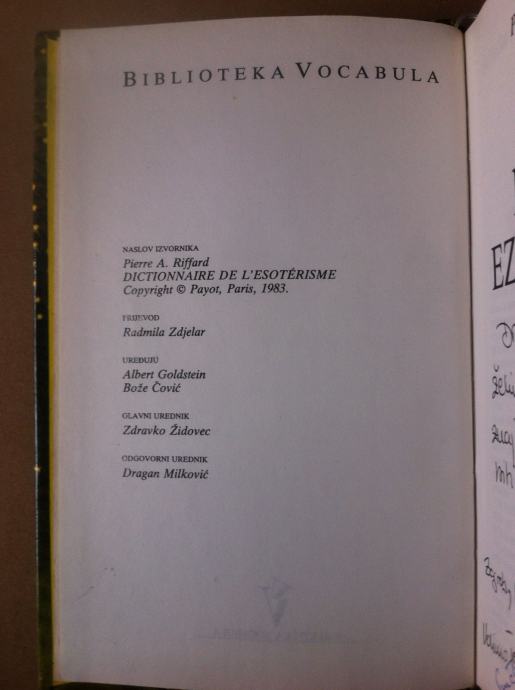 BIBLIOTEKA VOCABULA
NASLOV IZVORNIKA
Pierre A. Riffard
DICTIONNAIRE DE L'ESOTÉRISME
Copyright © Payot, Paris, 1983.
PRIJEVOD
Radmila Zdjelar
UREĐUJU
Albert Goldstein
Bože Čović
GLAVNI UREDNIK
Zdravko Židovec
ODGOVORNI UREDNIK
Dragan Milković
EZ